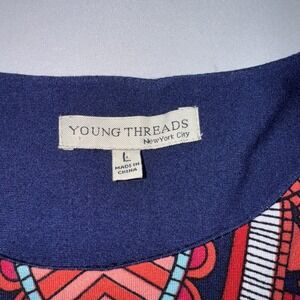 YOUNG THREADS
New York City
L
MADE IN
CHINA